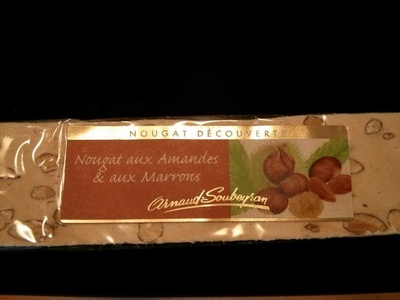 NOUGAT DÉCOUVERTE
Nougat aux Amandes
& aux Marrons
Arnaud Soubeyran